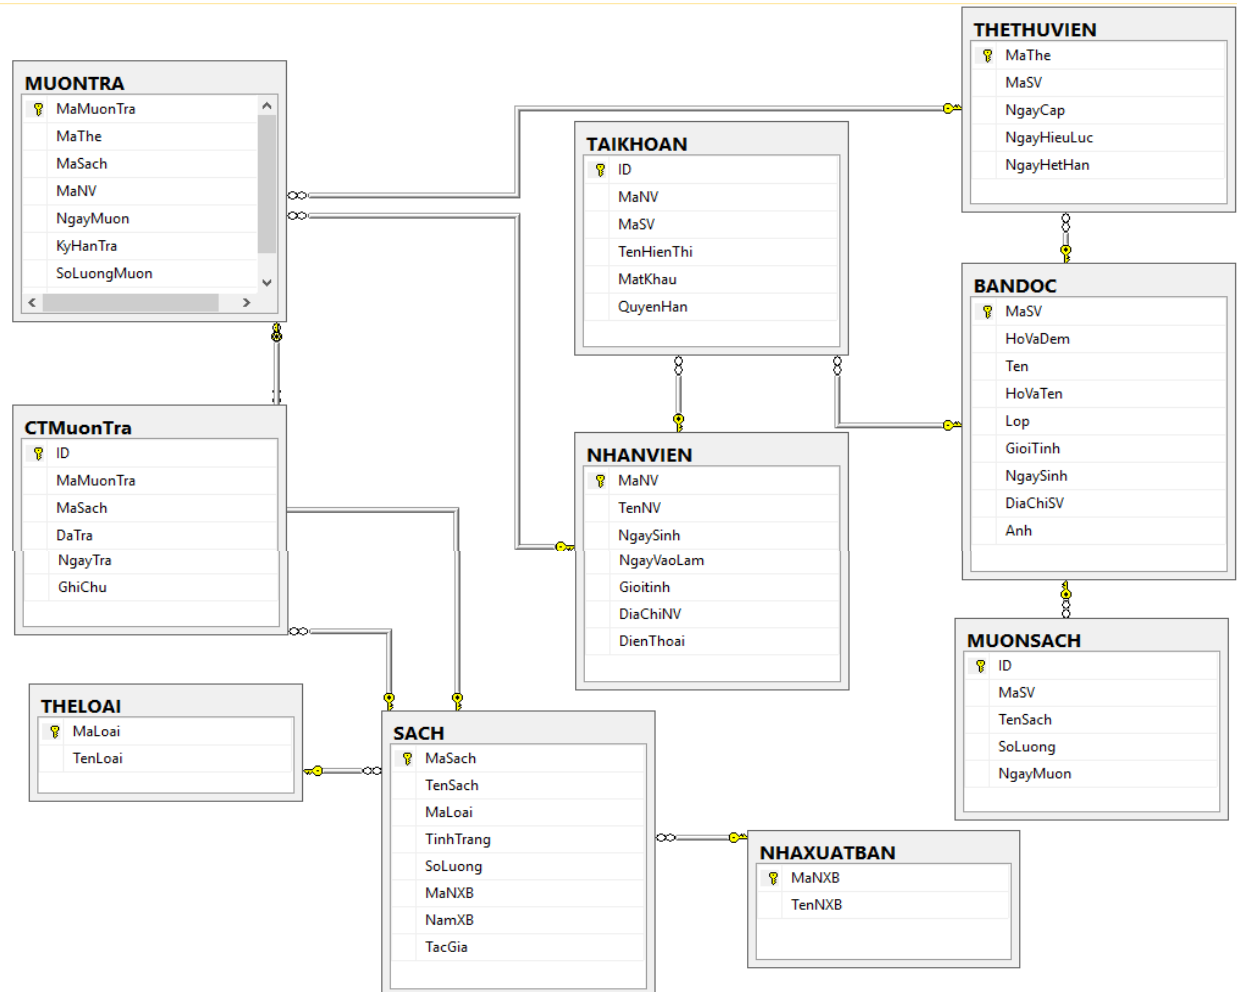 THETHUVIEN
MaThe
MaSV
NgayCap
NgayHieuLuc
NgayHetHan
MUONTRA
MaMuonTra
MaThe
MaSach
MaNV
NgayMuon
KyHanTra
SoLuongMuon
TAIKHOAN
ID
MaNV
MaSV
TenHienThi
MatKhau
QuyenHan
BANDOC
MaSV
HoVaDem
Ten
HoVaTen
Lop
GioiTinh
NgaySinh
DiaChiSV
Anh
CTMuonTra
ID
MaMuonTra
MaSach
DaTra
NgayTra
GhiChu
NHANVIEN
MaNV
TenNV
NgaySinh
NgayVaoLam
Gioitinh
DiaChiNV
DienThoai
MUONSACH
ID
MaSV
TenSach
SoLuong
NgayMuon
THELOAI
MaLoai
TenLoai
SACH
MaSach
TenSach
MaLoai
TinhTrang
SoLuong
MaNXB
NamXB
TacGia
NHAXUATBAN
MaNXB
TenNXB